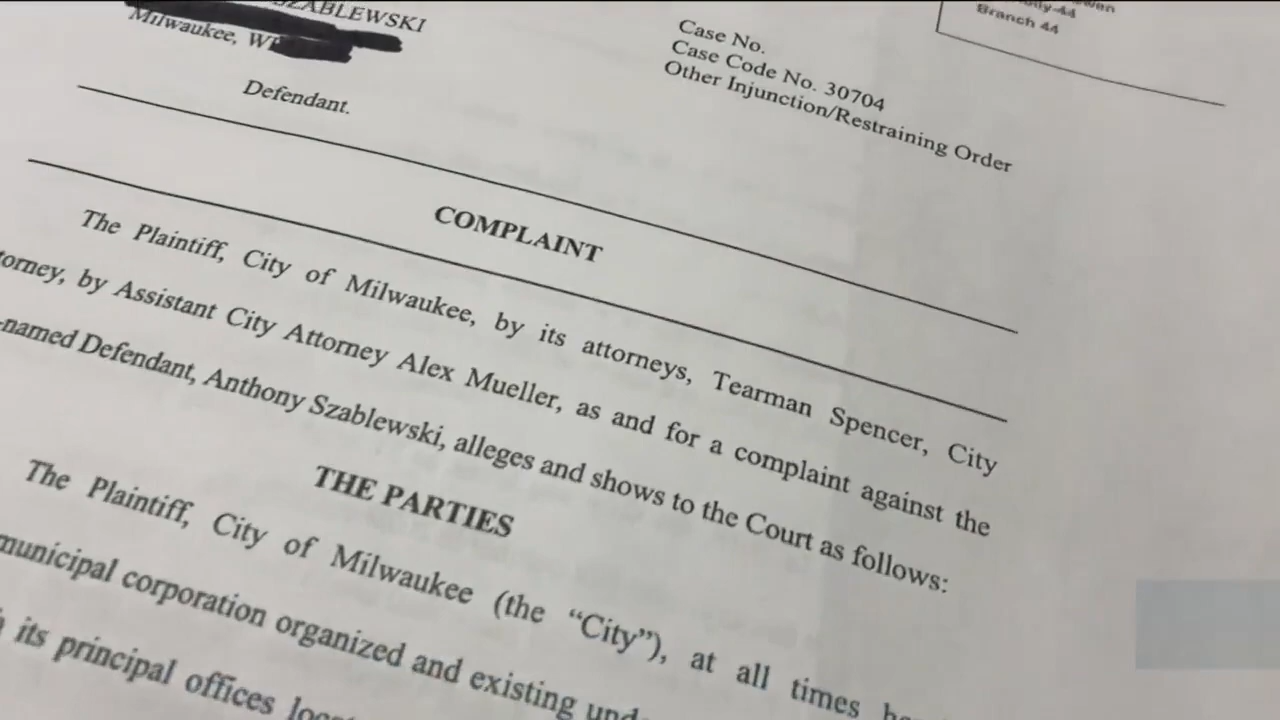 SZABLEWSKI
Milwaukee, WI
Defendant.
Case No.
Case Code No. 30704
Other Injunction/Restraining Order
Branch 44
COMPLAINT
The Plaintiff, City of Milwaukee, by its attorneys, Tearman Spencer, City
torney, by Assistant City Attorney Alex Mueller, as and for a complaint against the
-named Defendant, Anthony Szablewski, alleges and shows to the Court as follows:
THE PARTIES
The Plaintiff, City of Milwaukee (the “City”), at all times
municipal corporation organized and existing
its principal offices